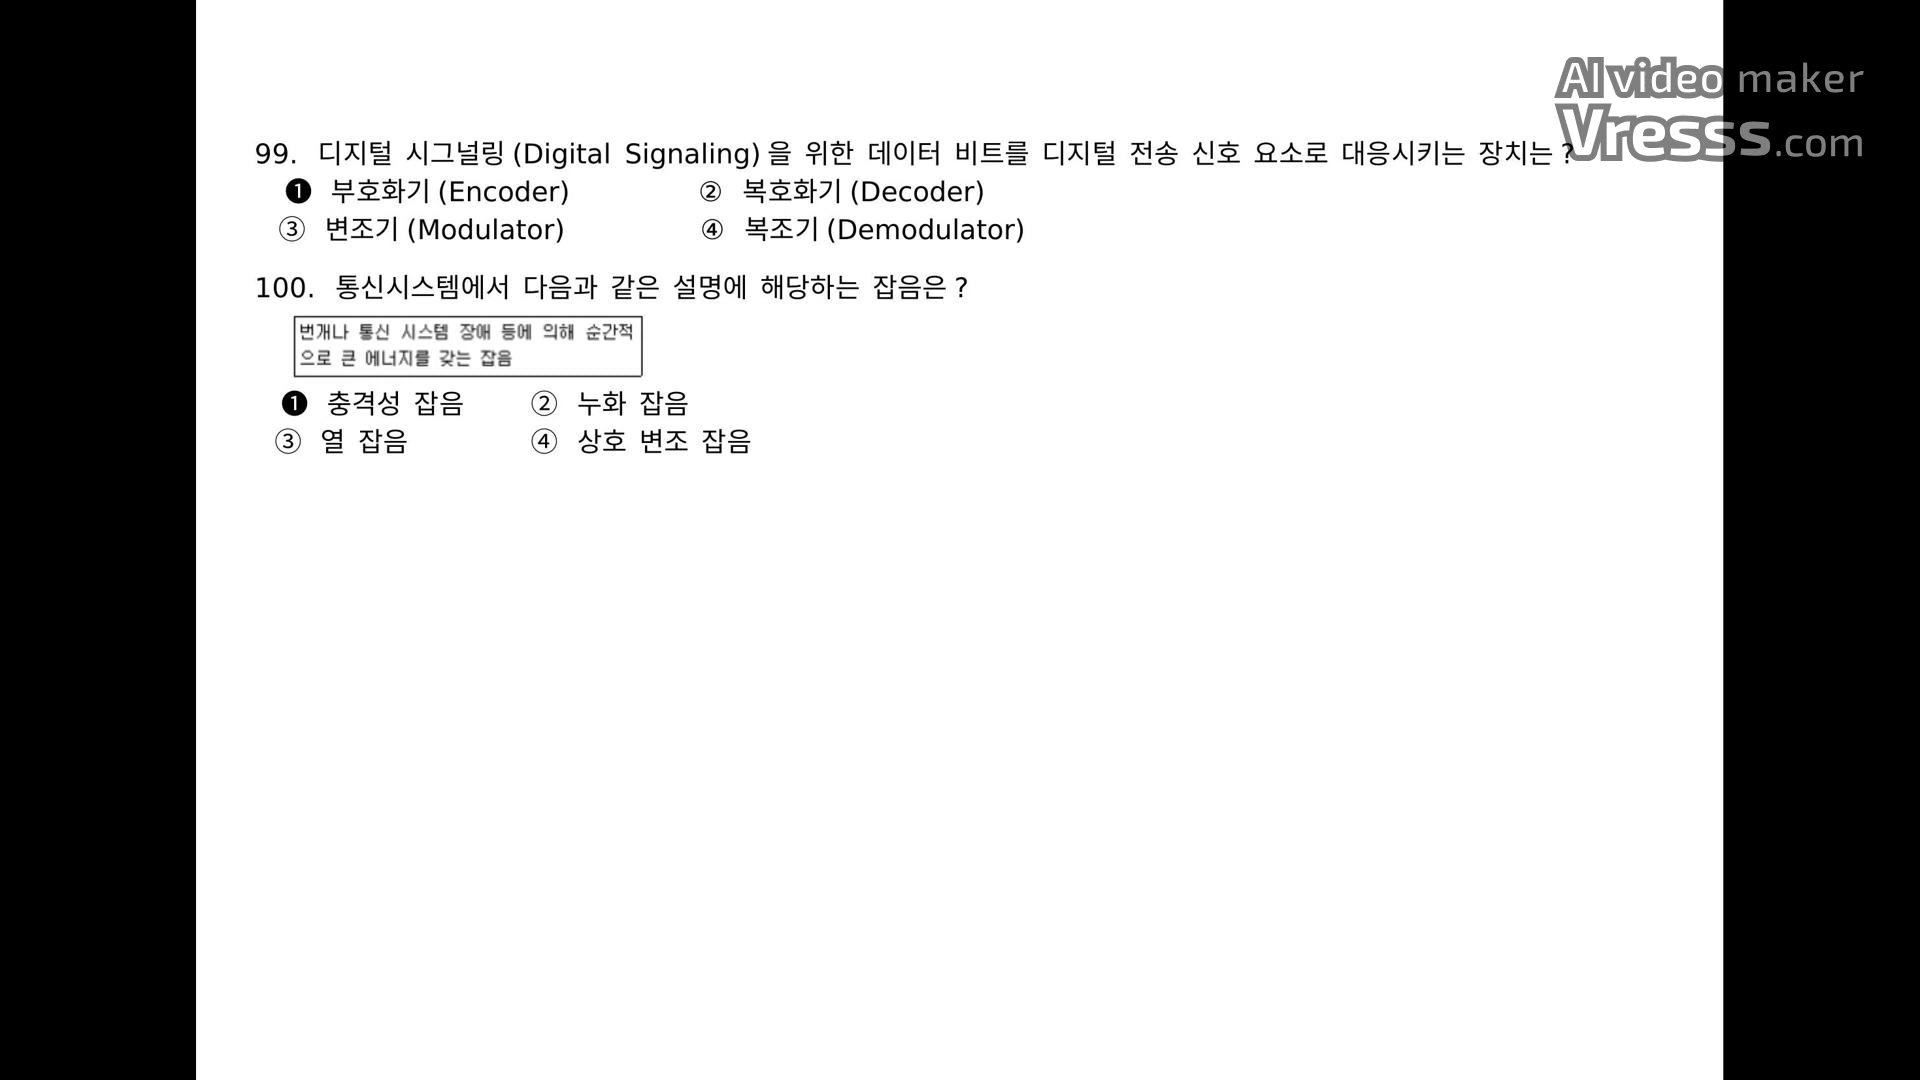 AI video maker
Vresss.com
99. 디지털 시그널링(Digital Signaling)을 위한 데이터 비트를 디지털 전송 신호 요소로 대응시키는 장치는?
❶ 부호화기(Encoder) ② 복호화기(Decoder)
③ 변조기(Modulator) ④ 복조기(Demodulator)
100. 통신시스템에서 다음과 같은 설명에 해당하는 잡음은?
번개나 통신 시스템 장애 등에 의해 순간적
으로 큰 에너지를 갖는 잡음
❶ 충격성 잡음 ② 누화 잡음
③ 열 잡음 ④ 상호 변조 잡음